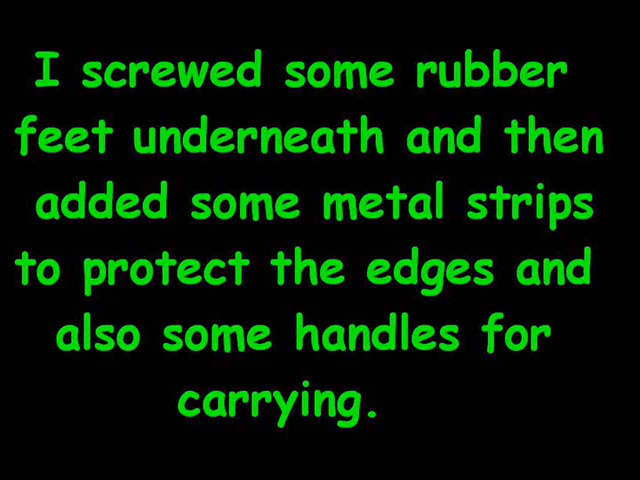 I screwed some rubber
feet underneath and then
added some metal strips
to protect the edges and
also some handles for
carrying.